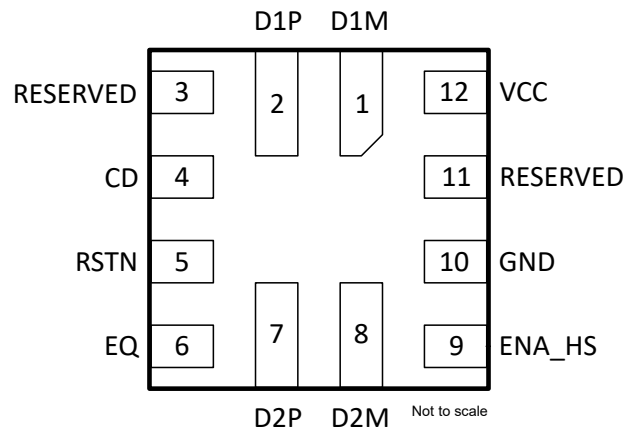 D1P D1M
RESERVED 3 2 1 12 VCC
CD 4 11 RESERVED
RSTN 5 10 GND
EQ 6 7 8 9 ENA_HS
D2P D2M Not to scale